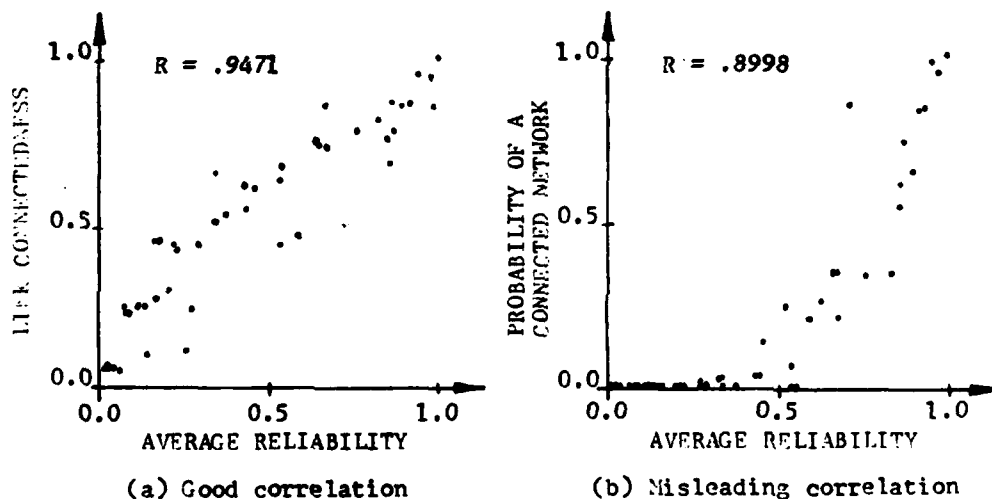 1.0
R = .9471
LINK CONNECTEDNESS
0.5
0.0
0.0 0.5 1.0
AVERAGE RELIABILITY
(a) Good correlation
1.0
R = .8998
PROBABILITY OF A
CONNECTED NETWORK
0.5
0.0
0.0 0.5 1.0
AVERAGE RELIABILITY
(b) Misleading correlation